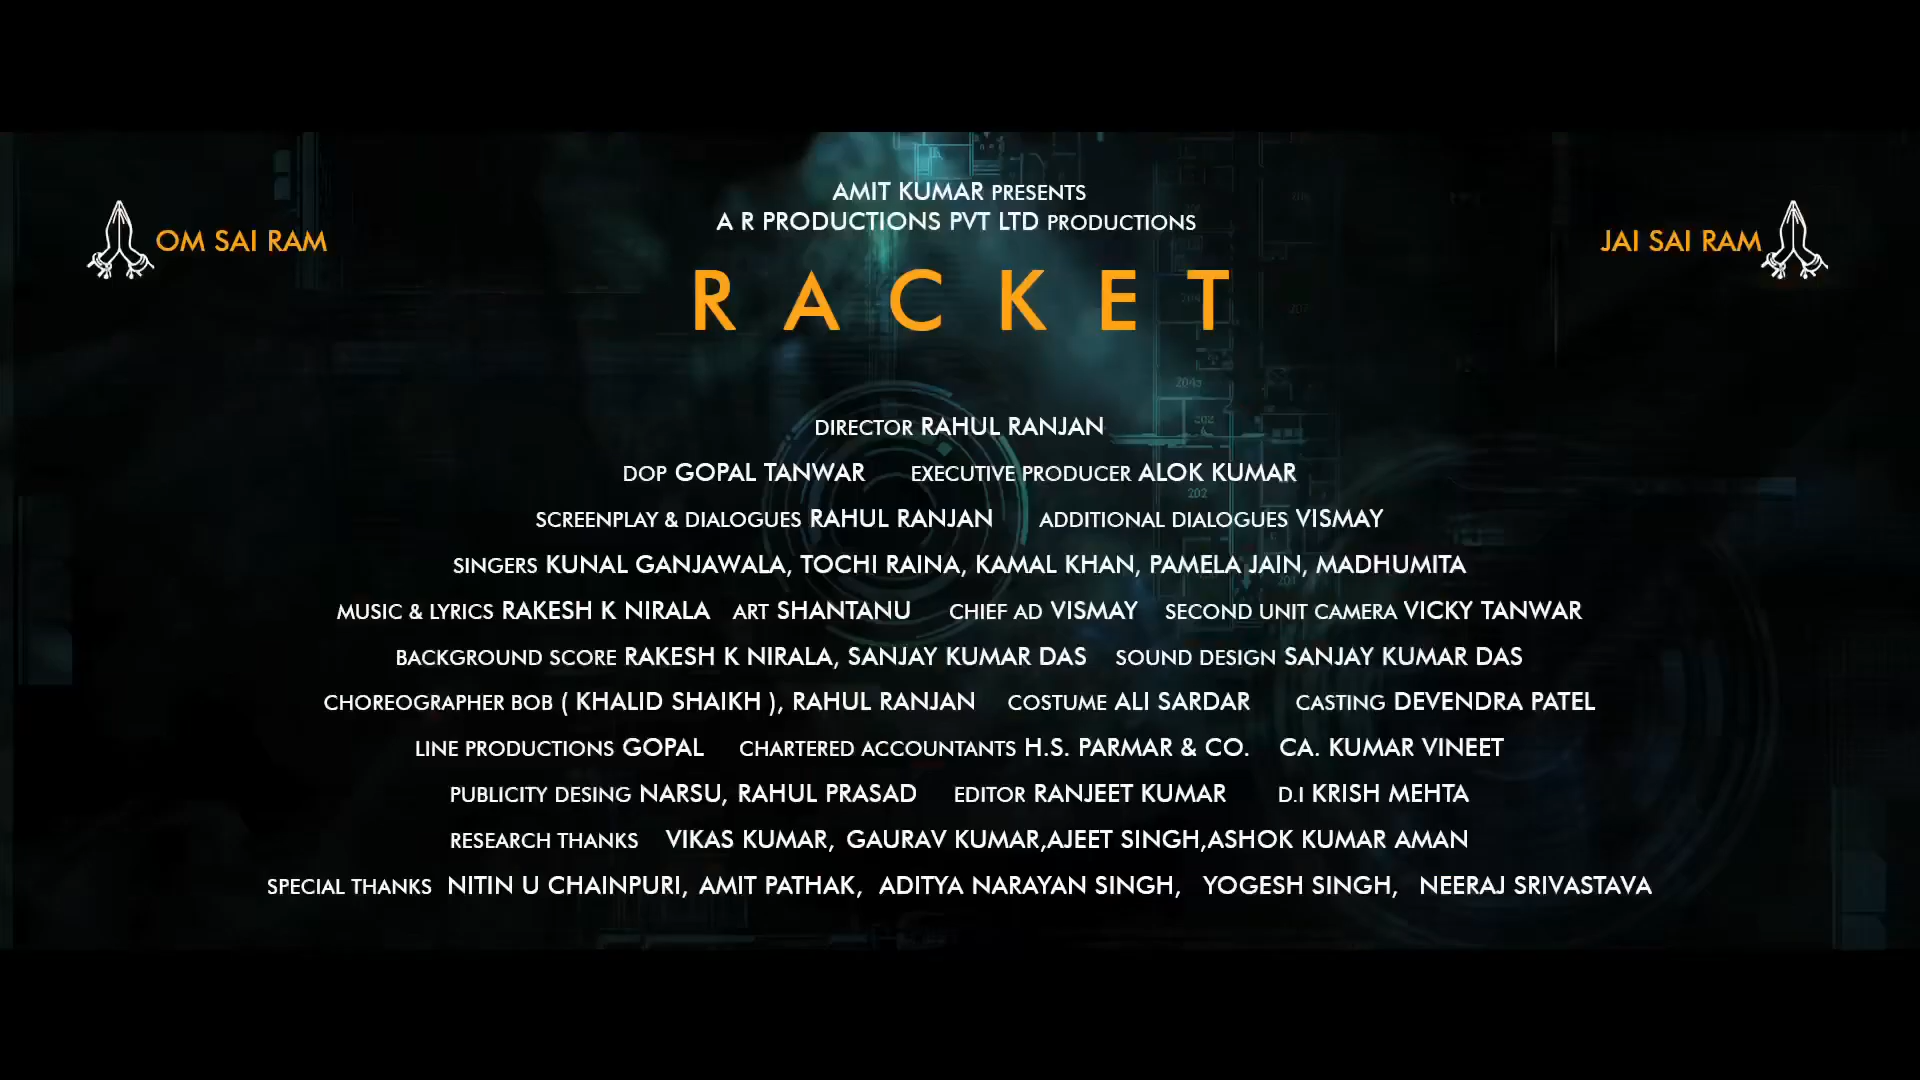 AMIT KUMAR PRESENTS
A R PRODUCTIONS PVT LTD PRODUCTIONS
OM SAI RAM
JAI SAI RAM
RACKET
DIRECTOR RAHUL RANJAN
DOP GOPAL TANWAR EXECUTIVE PRODUCER ALOK KUMAR
SCREENPLAY & DIALOGUES RAHUL RANJAN ADDITIONAL DIALOGUES VISMAY
SINGERS KUNAL GANJAWALA, TOCHI RAINA, KAMAL KHAN, PAMELA JAIN, MADHUMITA
MUSIC & LYRICS RAKESH K NIRALA ART SHANTANU CHIEF AD VISMAY SECOND UNIT CAMERA VICKY TANWAR
BACKGROUND SCORE RAKESH K NIRALA, SANJAY KUMAR DAS SOUND DESIGN SANJAY KUMAR DAS
CHOREOGRAPHER BOB ( KHALID SHAIKH ), RAHUL RANJAN COSTUME ALI SARDAR CASTING DEVENDRA PATEL
LINE PRODUCTIONS GOPAL CHARTERED ACCOUNTANTS H.S. PARMAR & CO. CA. KUMAR VINEET
PUBLICITY DESING NARSU, RAHUL PRASAD EDITOR RANJEET KUMAR D.I KRISH MEHTA
RESEARCH THANKS VIKAS KUMAR, GAURAV KUMAR,AJEET SINGH,ASHOK KUMAR AMAN
SPECIAL THANKS NITIN U CHAINPURI, AMIT PATHAK, ADITYA NARAYAN SINGH, YOGESH SINGH, NEERAJ SRIVASTAVA
204a
202